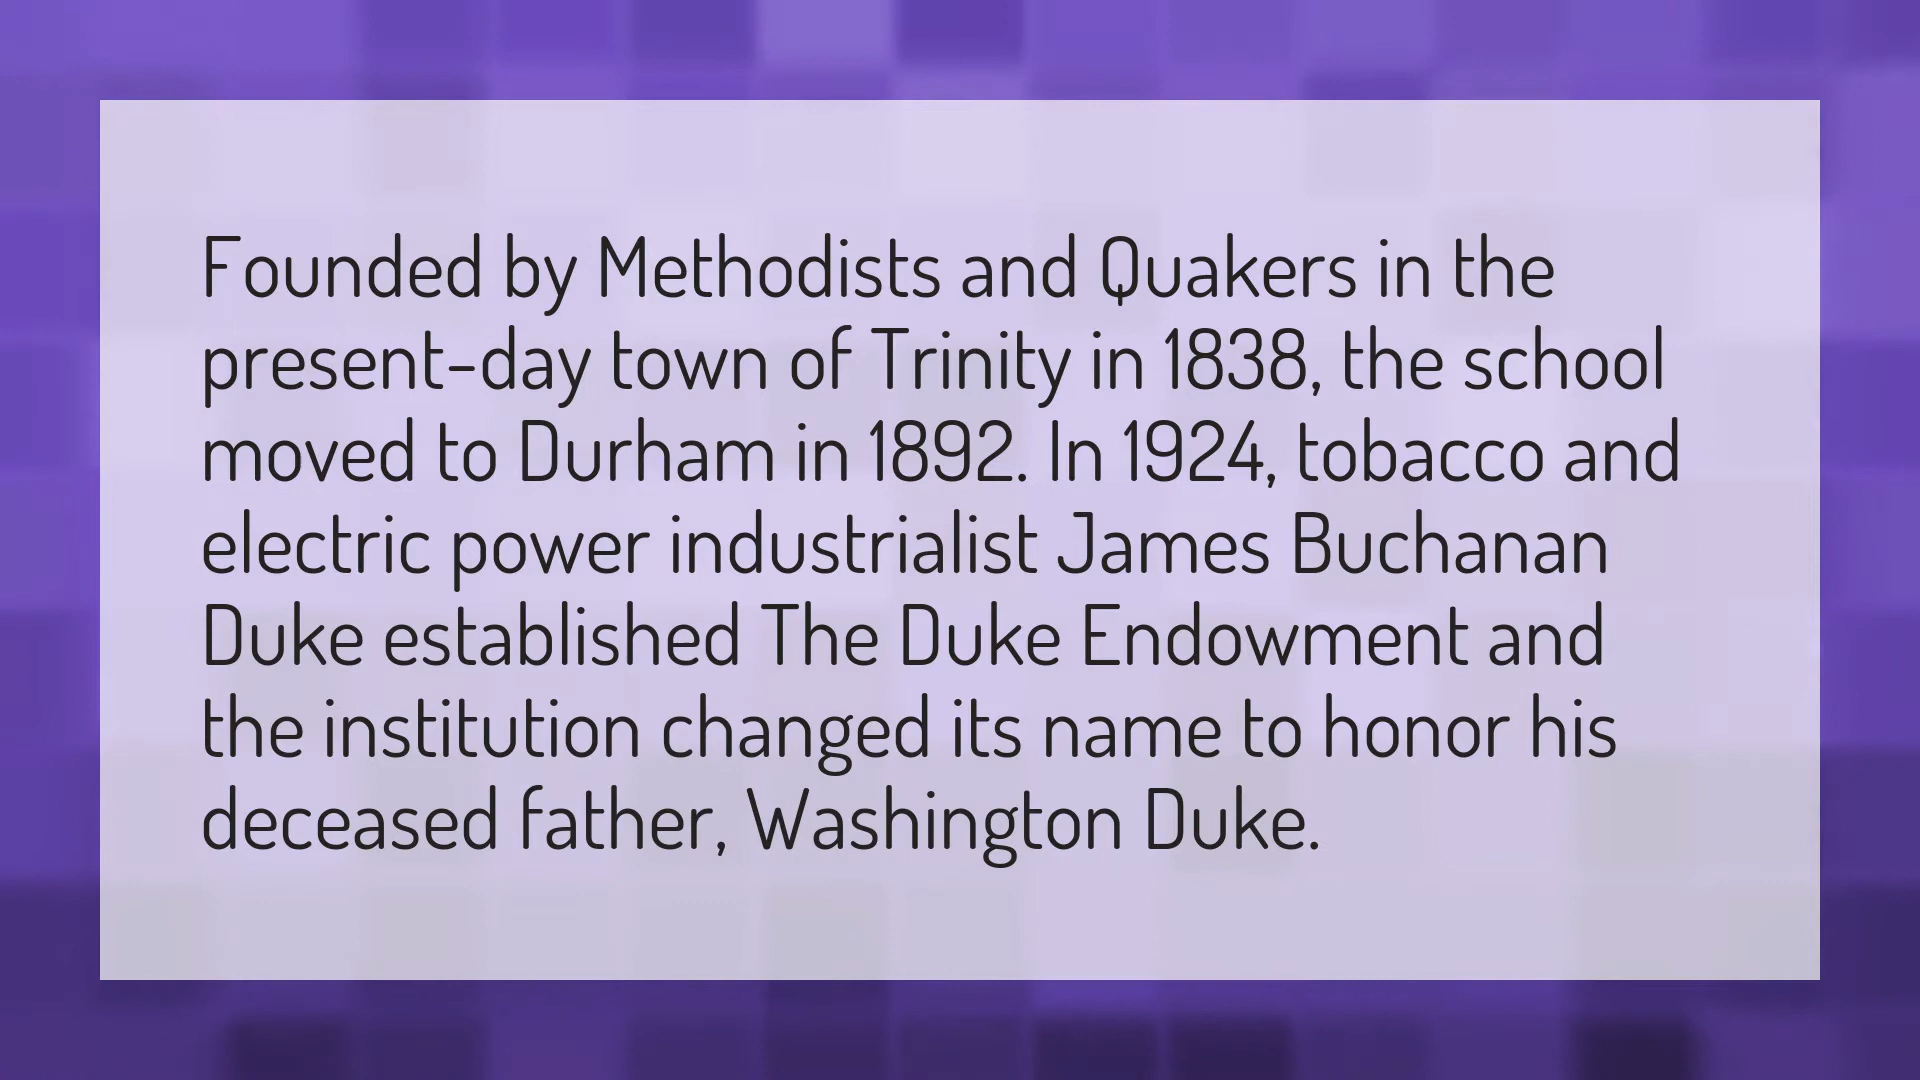 Founded by Methodists and Quakers in the
present-day town of Trinity in 1838, the school
moved to Durham in 1892. In 1924, tobacco and
electric power industrialist James Buchanan
Duke established The Duke Endowment and
the institution changed its name to honor his
deceased father, Washington Duke.